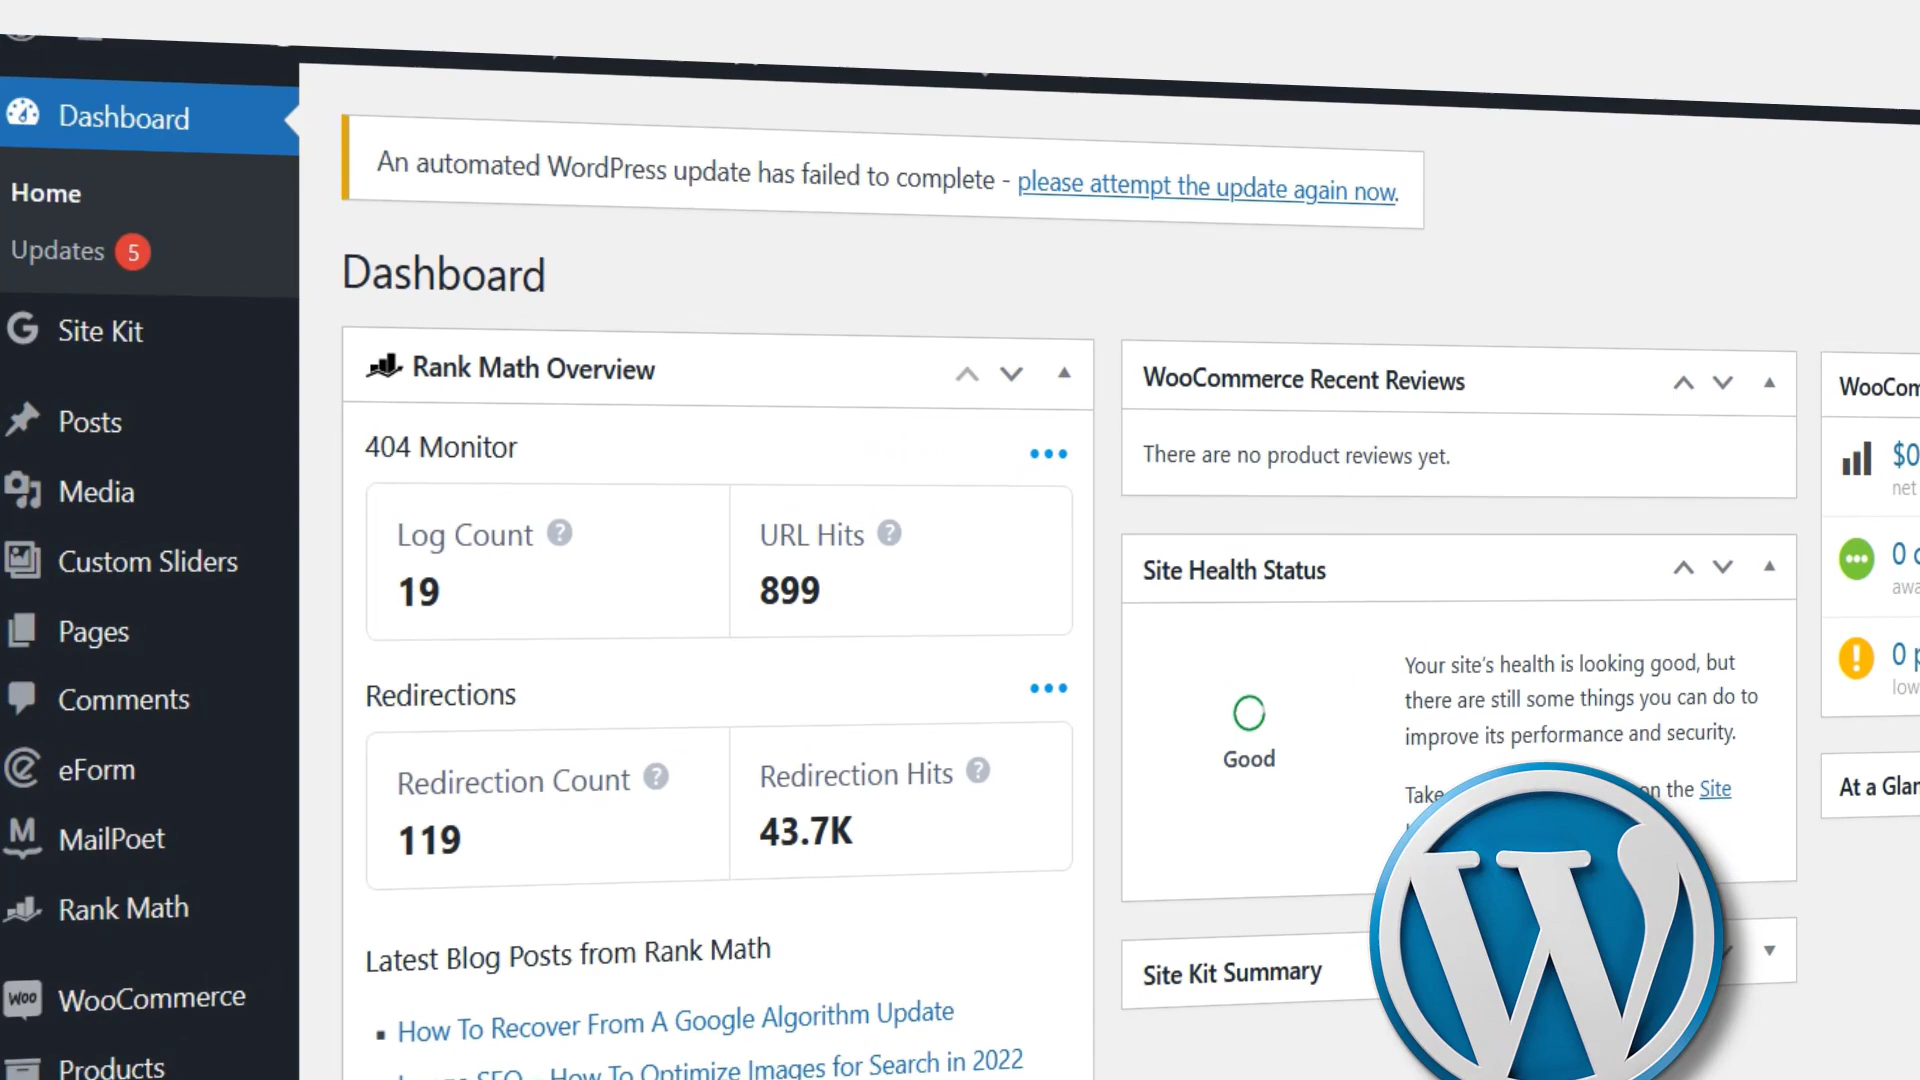 Dashboard
Home
Updates 5
Site Kit
Posts
Media
Custom Sliders
Pages
Comments
eForm
MailPoet
Rank Math
WooCommerce
Products
An automated WordPress update has failed to complete - please attempt the update again now.
Dashboard
Rank Math Overview
404 Monitor
Log Count ?
19
URL Hits ?
899
Redirections
Redirection Count ?
119
Redirection Hits ?
43.7K
Latest Blog Posts from Rank Math
How To Recover From A Google Algorithm Update
How To Optimize Images for Search in 2022
WooCommerce Recent Reviews
There are no product reviews yet.
Site Health Status
Good
Your site's health is looking good, but
there are still some things you can do to
improve its performance and security.
Take on the Site
Site Kit Summary
WooCom
$0
net
0
0
low
At a Glan